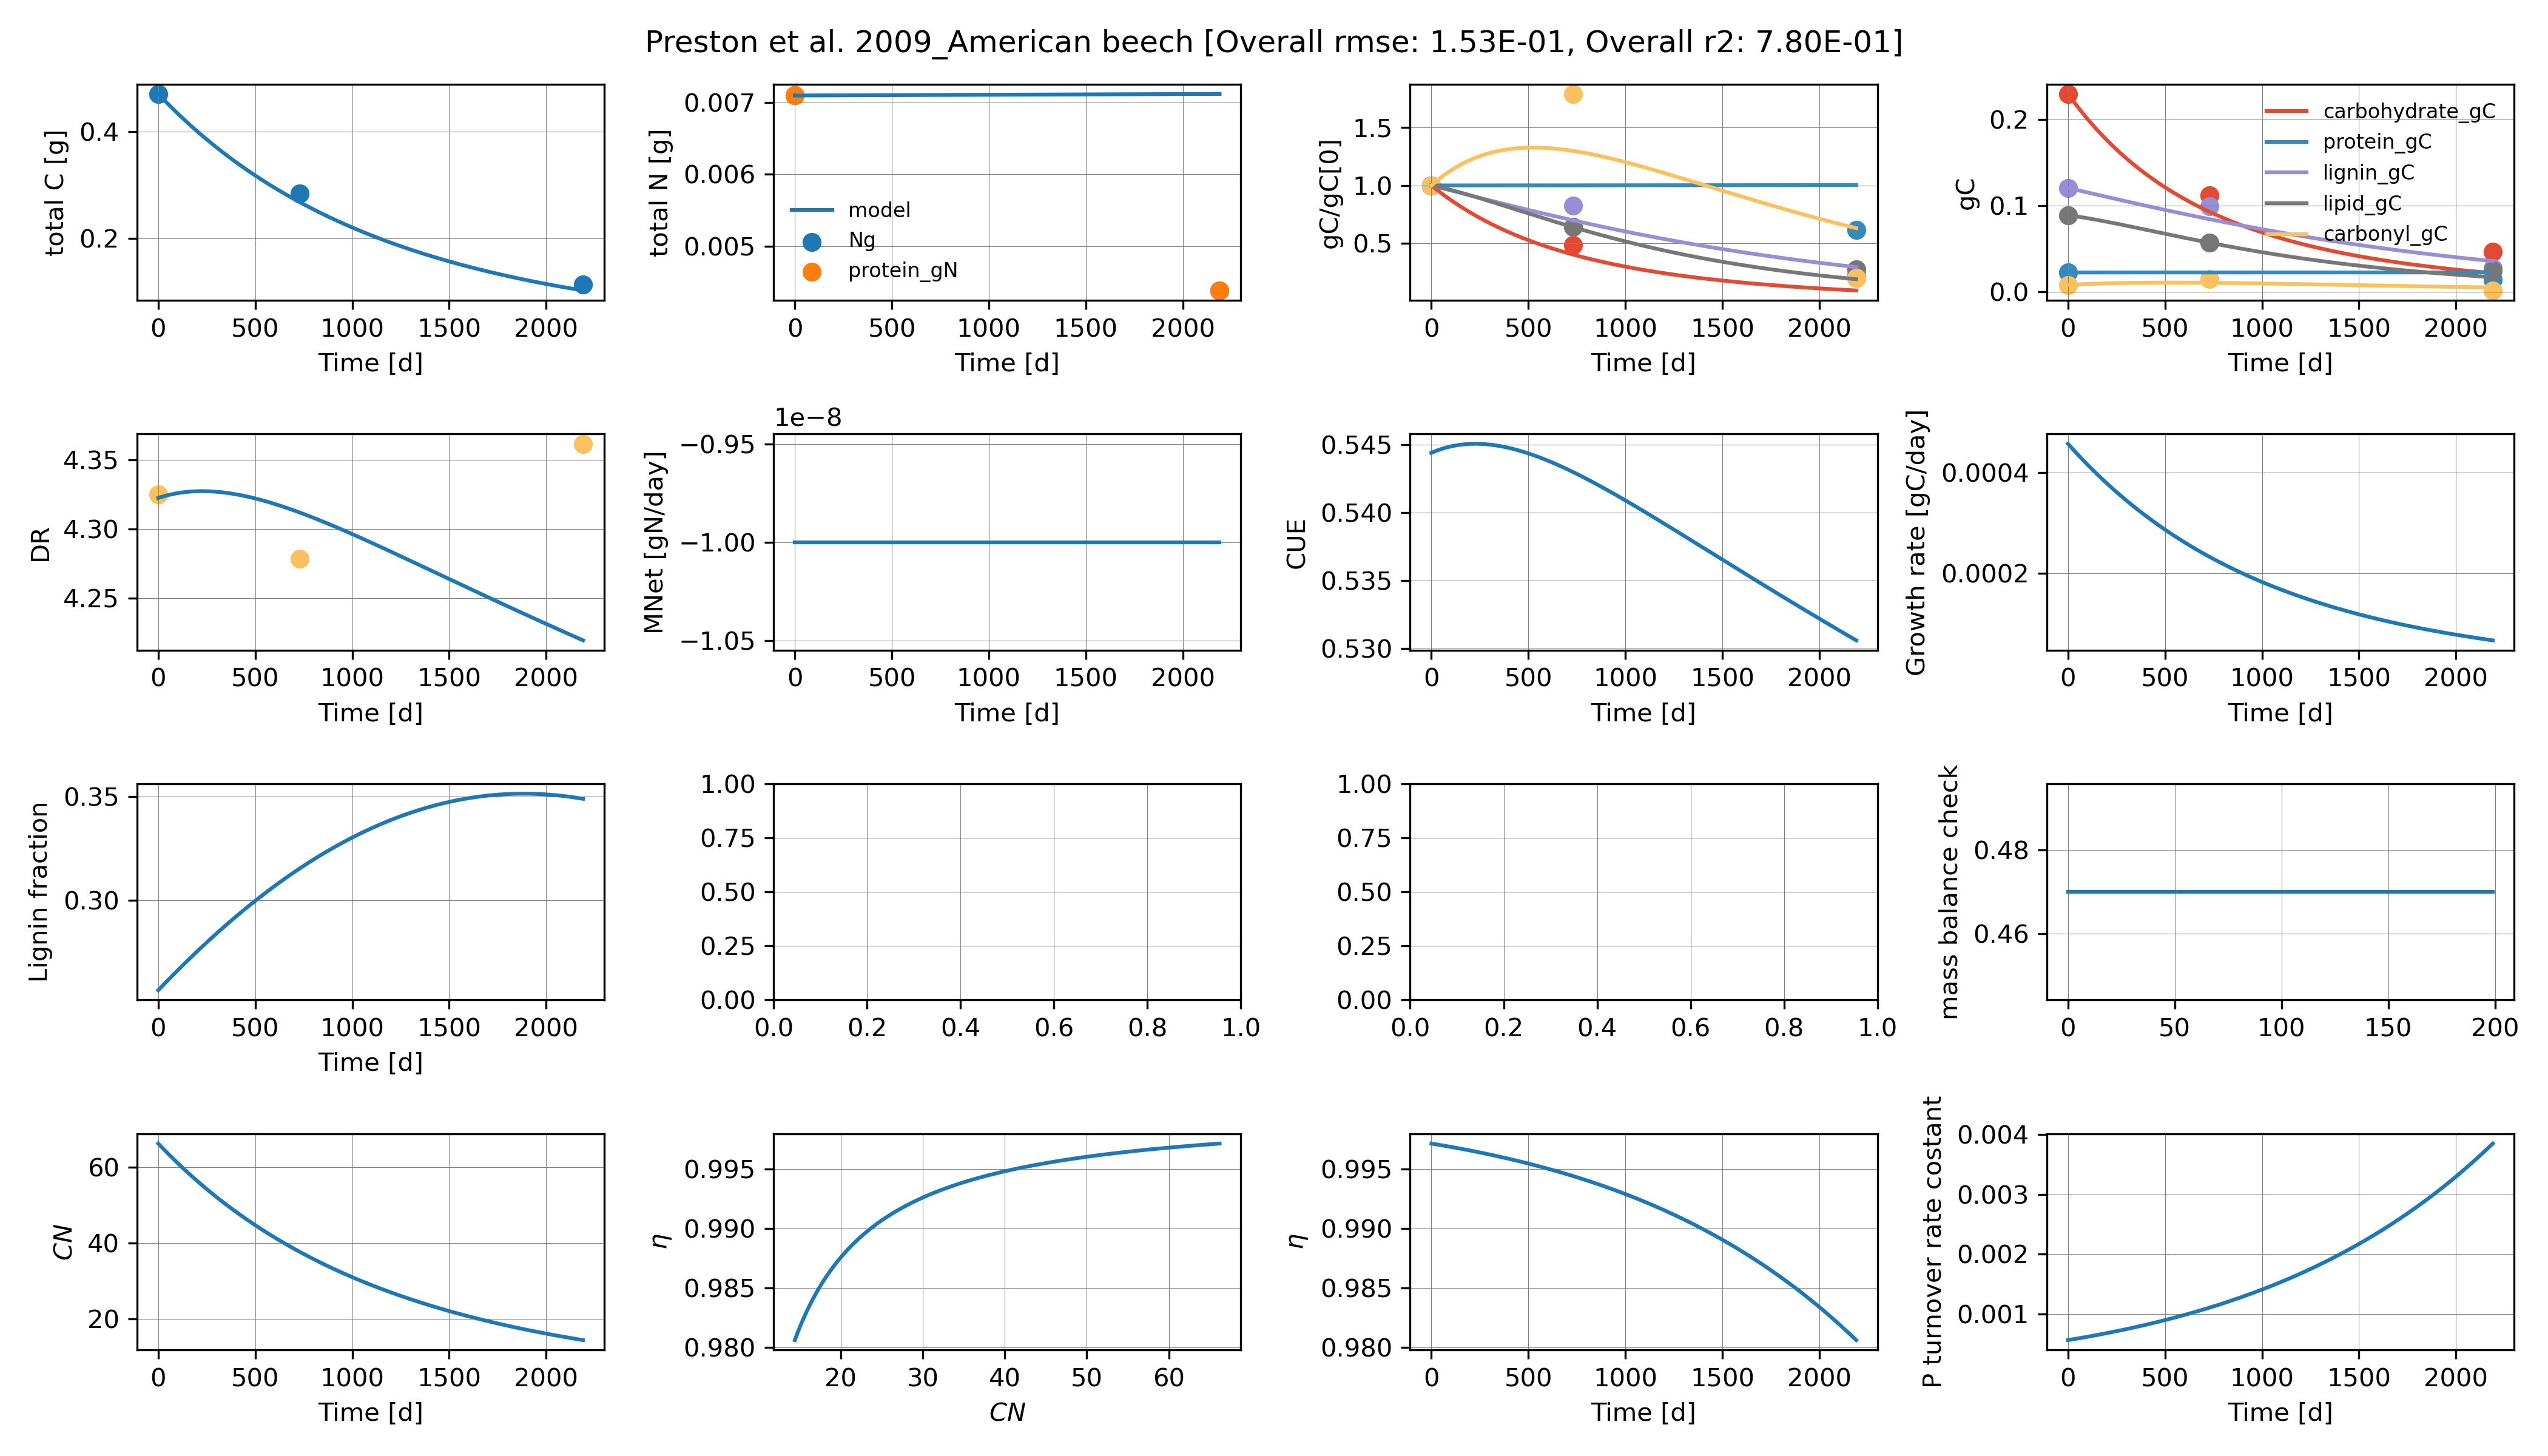 Preston et al. 2009_American beech [Overall rmse: 1.53E-01, Overall r2: 7.80E-01]
total C [g]
0.4
0.2
0 500 1000 1500 2000
Time [d]
total N [g]
0.007
0.006
0.005
model
Ng
protein_gN
0 500 1000 1500 2000
Time [d]
gC/gC[0]
1.5
1.0
0.5
0 500 1000 1500 2000
Time [d]
gC
0.2
0.1
0.0
carbohydrate_gC
protein_gC
lignin_gC
lipid_gC
carbonyl_gC
0 500 1000 1500 2000
Time [d]
DR
4.35
4.30
4.25
0 500 1000 1500 2000
Time [d]
1e−8
MNet [gN/day]
−0.95
−1.00
−1.05
0 500 1000 1500 2000
Time [d]
CUE
0.545
0.540
0.535
0.530
0 500 1000 1500 2000
Time [d]
Growth rate [gC/day]
0.0004
0.0002
0 500 1000 1500 2000
Time [d]
Lignin fraction
0.35
0.30
0 500 1000 1500 2000
Time [d]
1.00
0.75
0.50
0.25
0.00
0.0 0.2 0.4 0.6 0.8 1.0
1.00
0.75
0.50
0.25
0.00
0.0 0.2 0.4 0.6 0.8 1.0
mass balance check
0.48
0.46
0 50 100 150 200
CN
60
40
20
0 500 1000 1500 2000
Time [d]
η
0.995
0.990
0.985
0.980
20 30 40 50 60
CN
η
0.995
0.990
0.985
0.980
0 500 1000 1500 2000
Time [d]
P turnover rate costant
0.004
0.003
0.002
0.001
0 500 1000 1500 2000
Time [d]